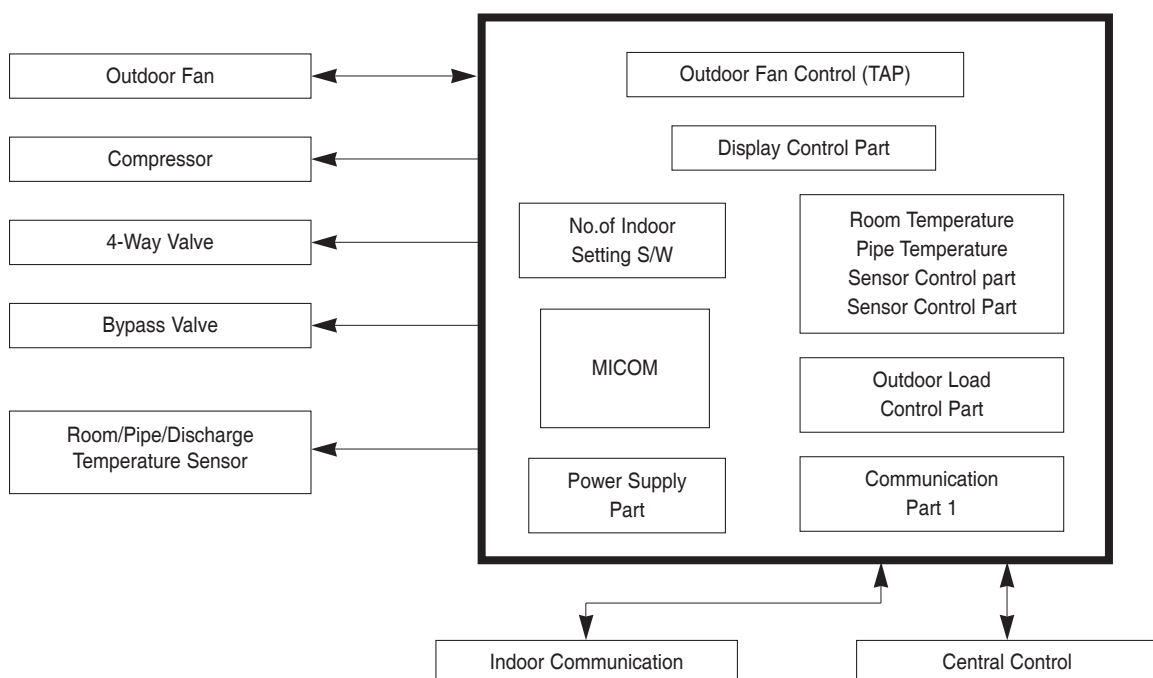 Outdoor Fan
Compressor
4-Way Valve
Bypass Valve
Room/Pipe/Discharge
Temperature Sensor
Outdoor Fan Control (TAP)
Display Control Part
No.of Indoor
Setting S/W
Room Temperature
Pipe Temperature
Sensor Control part
Sensor Control Part
MICOM
Outdoor Load
Control Part
Power Supply
Part
Communication
Part 1
Indoor Communication
Central Control